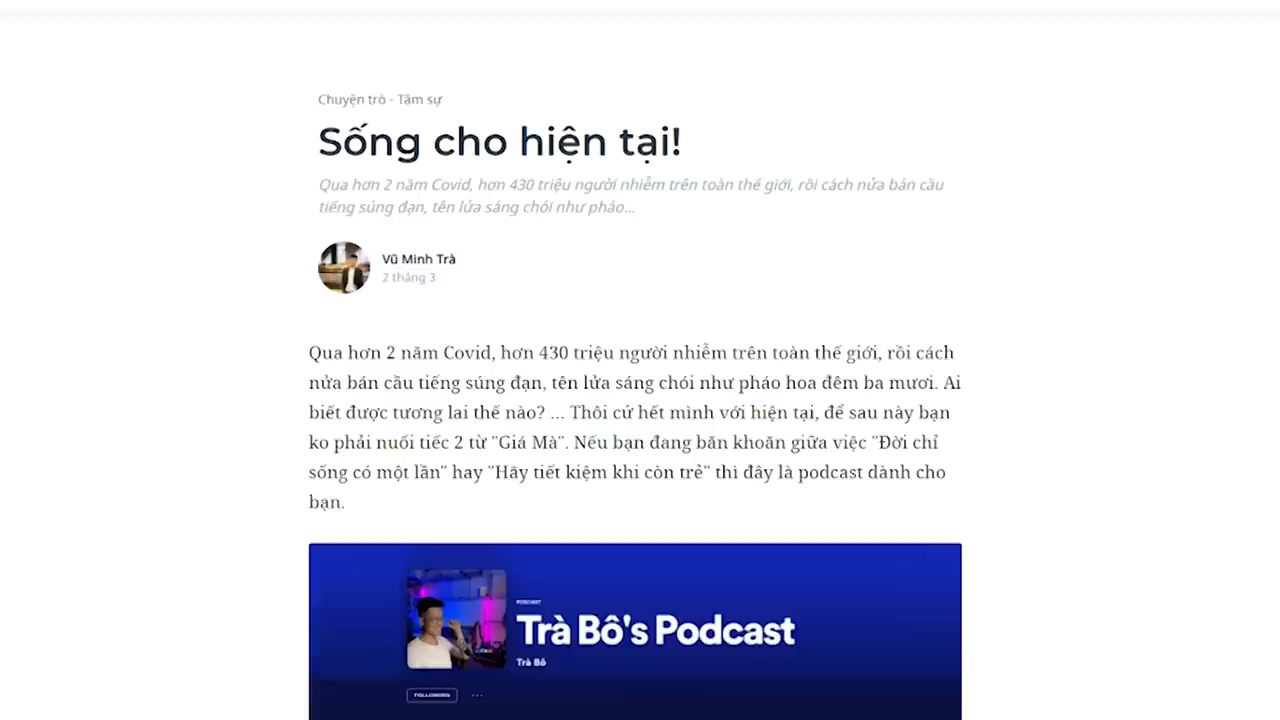 Chuyện trò - Tâm sự
Sống cho hiện tại!
Qua hơn 2 năm Covid, hơn 430 triệu người nhiễm trên toàn thế giới, rồi cách nửa bán cầu
tiếng súng đạn, tên lửa sáng chói như pháo...
Vũ Minh Trà
2 tháng 3
Qua hơn 2 năm Covid, hơn 430 triệu người nhiễm trên toàn thế giới, rồi cách
nửa bán cầu tiếng súng đạn, tên lửa sáng chói như pháo hoa đêm ba mươi. Ai
biết được tương lai thế nào? ... Thôi cứ hết mình với hiện tại, để sau này bạn
ko phải nuối tiếc 2 từ "Giá Mà". Nếu bạn đang băn khoăn giữa việc "Đời chỉ
sống có một lần" hay "Hãy tiết kiệm khi còn trẻ" thì đây là podcast dành cho
bạn.
PODCAST
Trà Bô's Podcast
Trà Bô
FOLLOWING